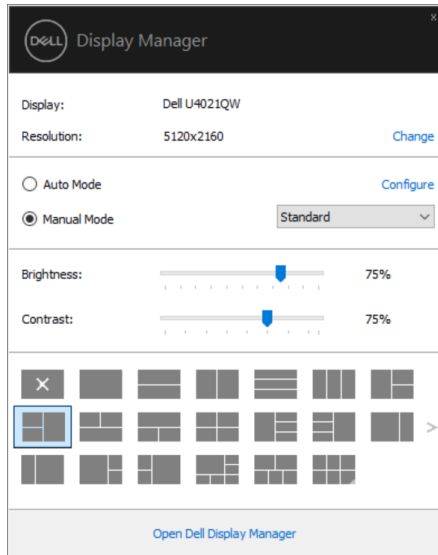 DELL Display Manager
x
Display: Dell U4021QW
Resolution: 5120x2160 Change
Auto Mode Configure
Manual Mode Standard
Brightness: 75%
Contrast: 75%
Open Dell Display Manager